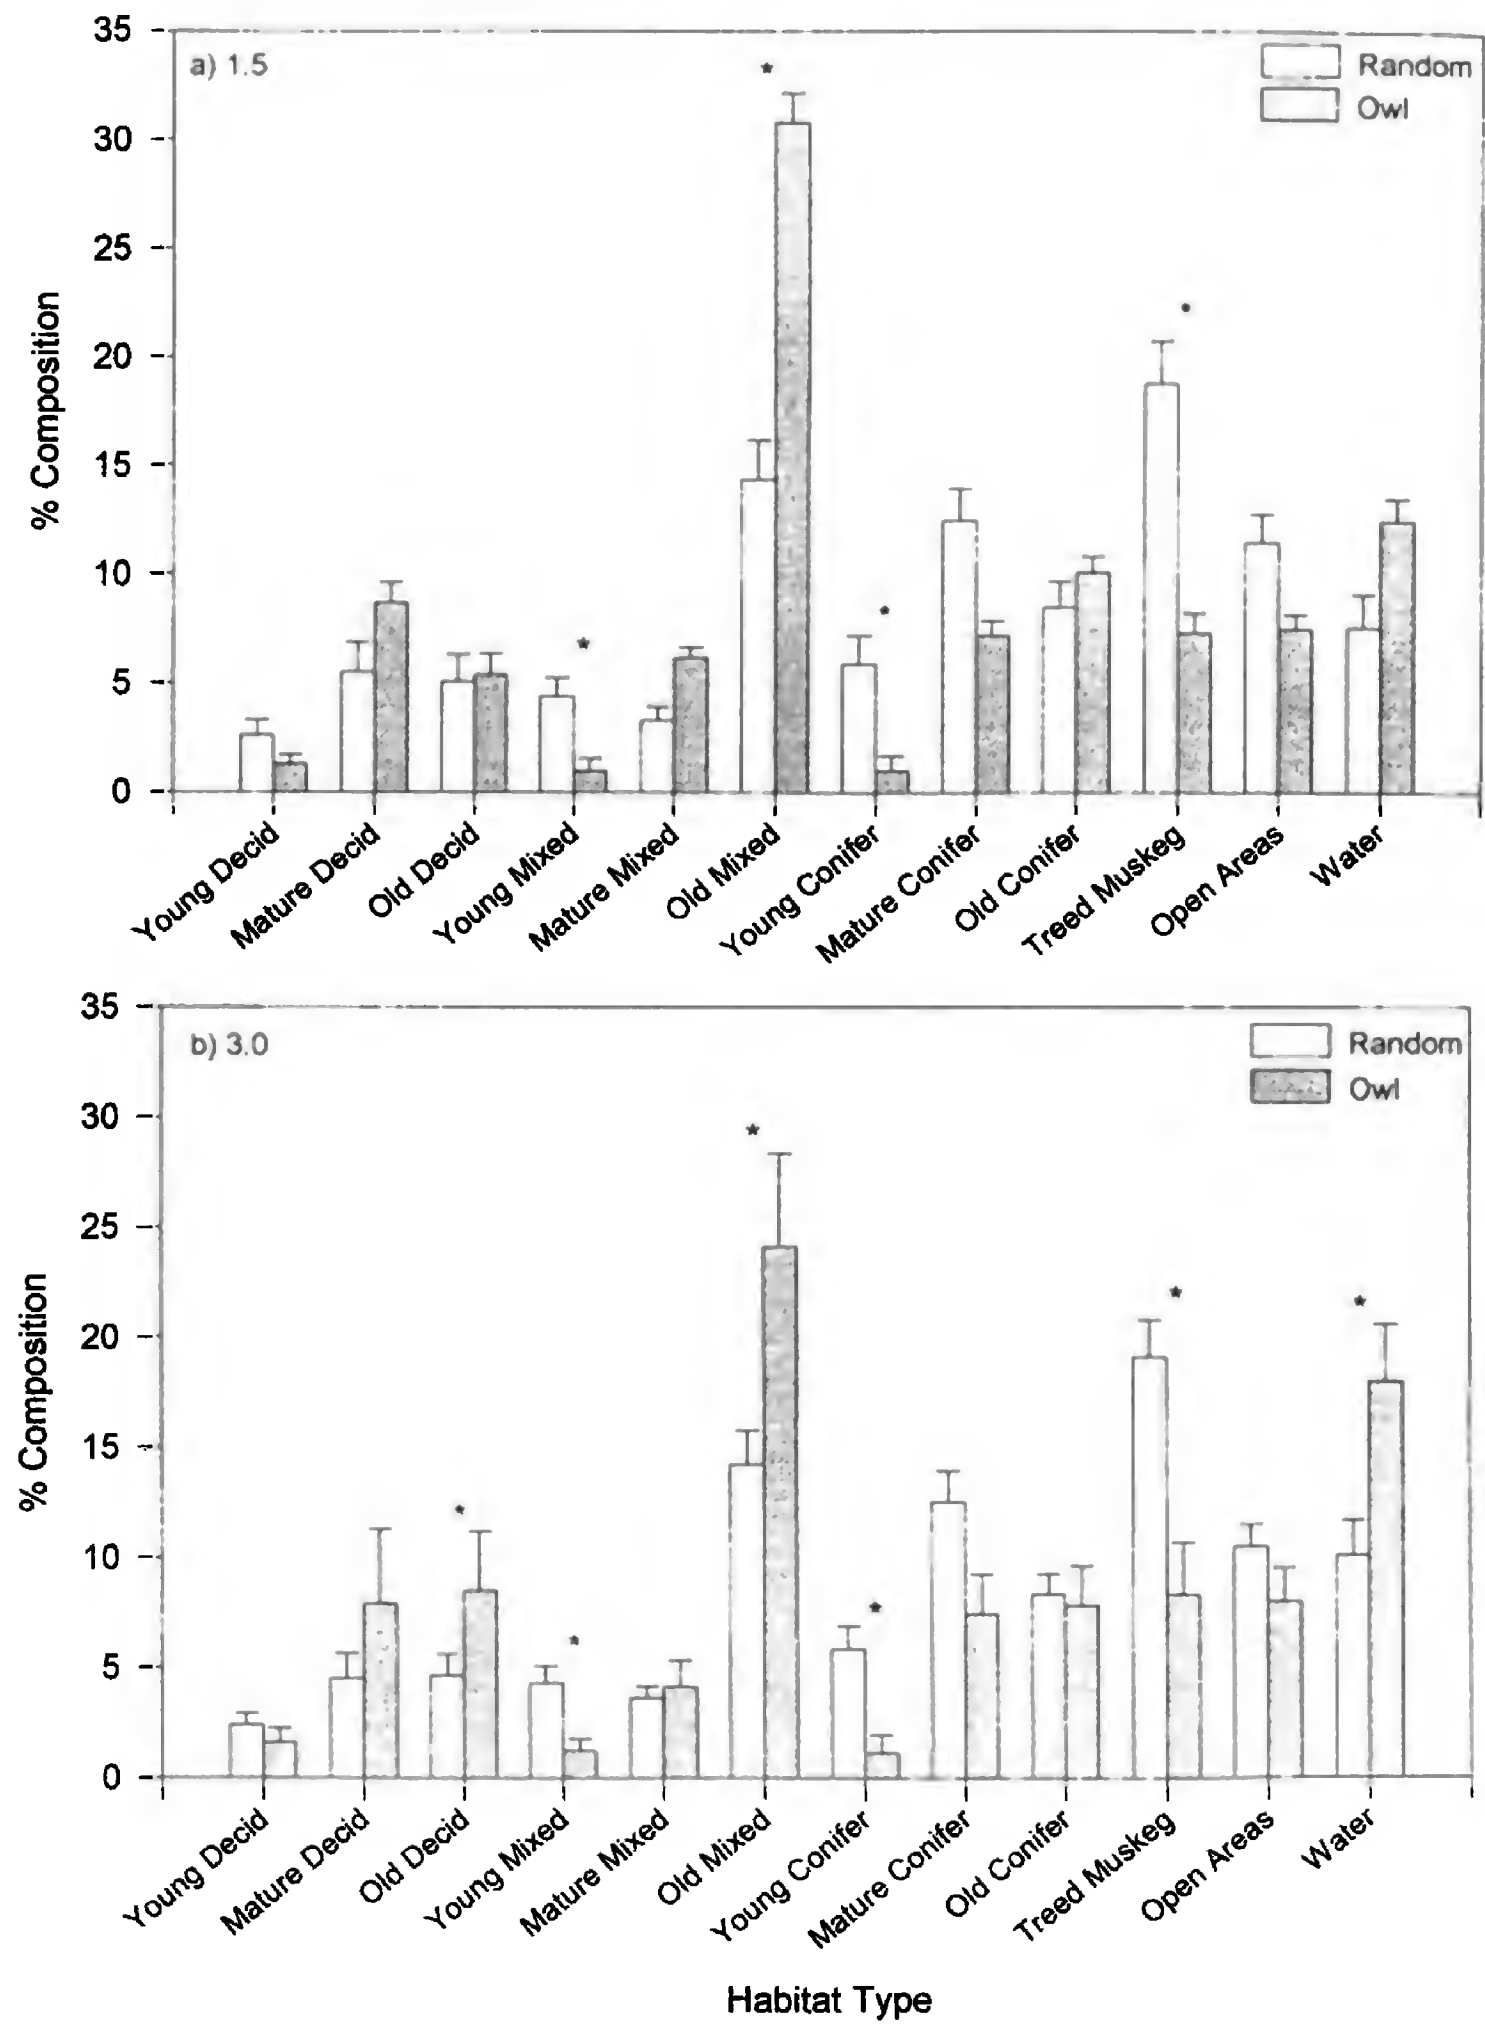 35
a) 1.5
Random
Owl
30
25
20
15
10
5
0
% Composition
*
*
*
*
Young Decid
Mature Decid
Old Decid
Young Mixed
Mature Mixed
Old Mixed
Young Conifer
Mature Conifer
Old Conifer
Treed Muskeg
Open Areas
Water
35
b) 3.0
Random
Owl
30
25
20
15
10
5
0
% Composition
*
*
*
*
*
*
Young Decid
Mature Decid
Old Decid
Young Mixed
Mature Mixed
Old Mixed
Young Conifer
Mature Conifer
Old Conifer
Treed Muskeg
Open Areas
Water
Habitat Type